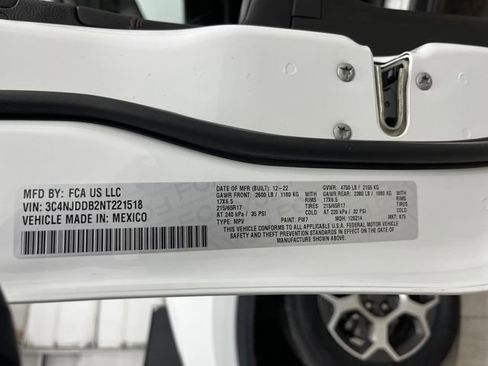 MFD BY: FCA US LLC
VIN: 3C4NJDDB2NT221518
VEHICLE MADE IN: MEXICO
DATE OF MFR (BUILT): 12-22
GAWR FRONT: 2600 LB / 1180 KG
17X6.5 RIMS
215/65R17 TIRES
AT 240 kPa / 35 PSI
TYPE: MPV PAINT: PW7
GVWR: 4750 LB / 2155 KG
GAWR REAR: 2380 LB / 1080 KG
17X6.5 RIMS
215/65R17 TIRES
AT 220 kPa / 32 PSI
MDH: 120214 MKT: 875
THIS VEHICLE CONFORMS TO ALL APPLICABLE U.S.A. FEDERAL MOTOR VEHICLE
SAFETY AND THEFT PREVENTION STANDARDS IN EFFECT ON THE DATE OF
MANUFACTURE SHOWN ABOVE.